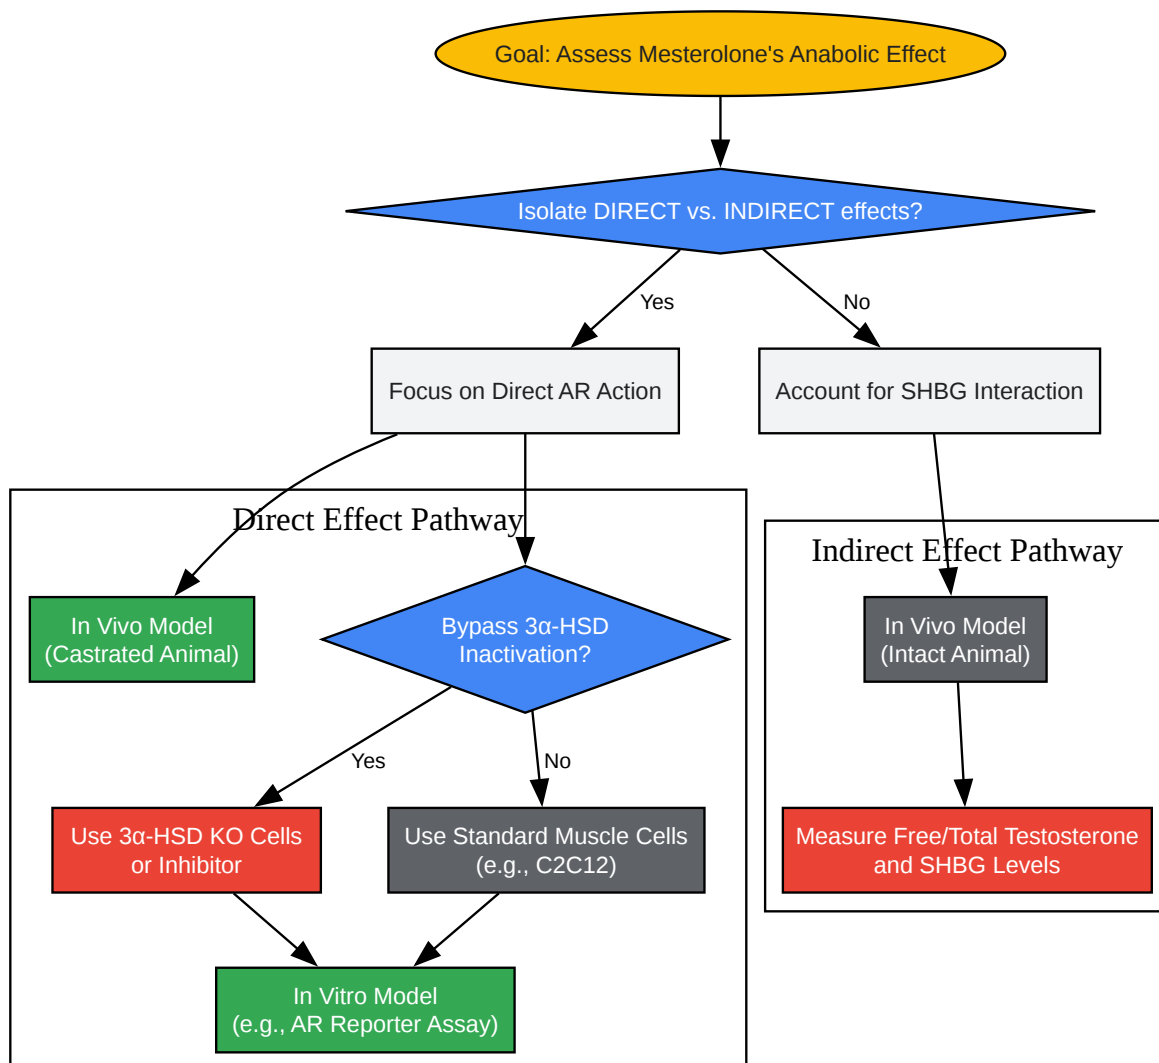 Goal: Assess Mesterolone's Anabolic Effect
Isolate DIRECT vs. INDIRECT effects?
Yes
No
Focus on Direct AR Action
Account for SHBG Interaction
Direct Effect Pathway
Indirect Effect Pathway
In Vivo Model
(Castrated Animal)
Bypass 3α-HSD
Inactivation?
In Vivo Model
(Intact Animal)
Yes
No
Use 3α-HSD KO Cells
or Inhibitor
Use Standard Muscle Cells
(e.g., C2C12)
Measure Free/Total Testosterone
and SHBG Levels
In Vitro Model
(e.g., AR Reporter Assay)